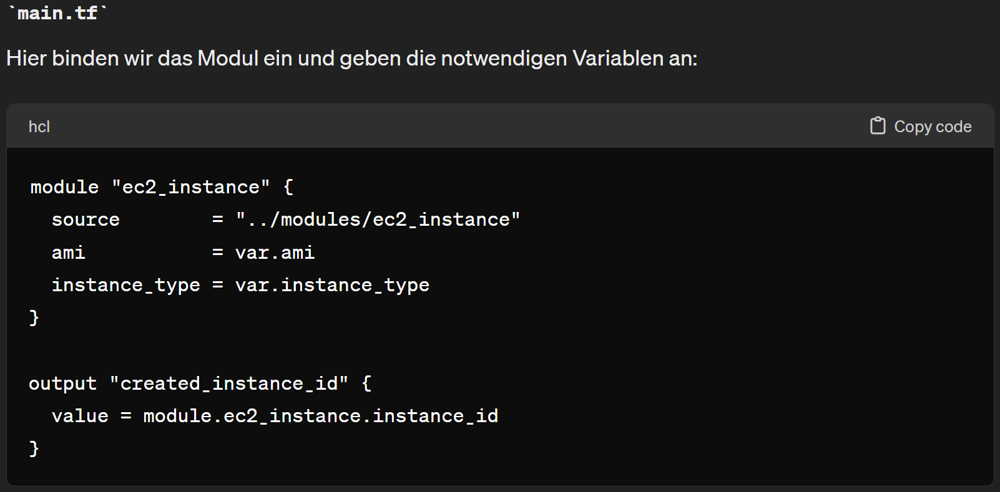 `main.tf`
Hier binden wir das Modul ein und geben die notwendigen Variablen an:
hcl
Copy code
module "ec2_instance" {
  source        = "../modules/ec2_instance"
  ami           = var.ami
  instance_type = var.instance_type
}

output "created_instance_id" {
  value = module.ec2_instance.instance_id
}